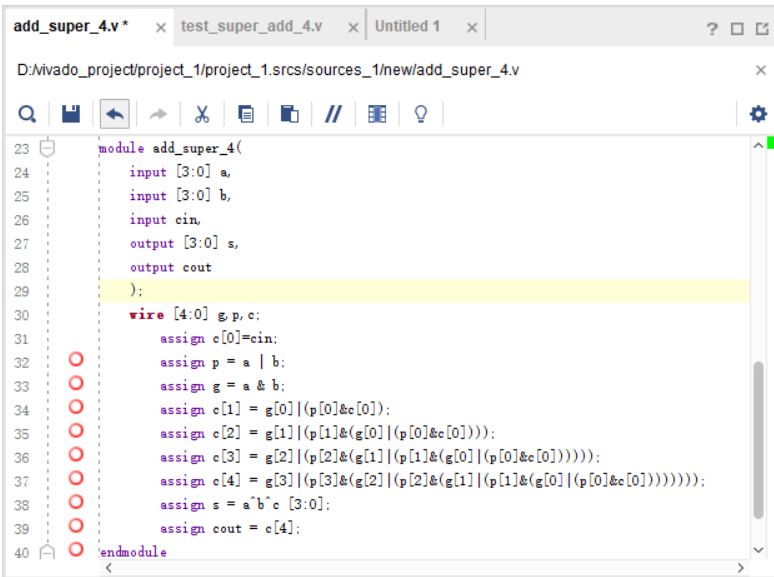 add_super_4.v * × test_super_add_4.v × Untitled 1 × ?
D:/vivado_project/project_1/project_1.srcs/sources_1/new/add_super_4.v ×
//
23 module add_super_4(
24 input [3:0] a,
25 input [3:0] b,
26 input cin,
27 output [3:0] s,
28 output cout
29 );
30 wire [4:0] g,p,c;
31 assign c[0]=cin;
32 assign p = a | b;
33 assign g = a & b;
34 assign c[1] = g[0]|(p[0]&c[0]);
35 assign c[2] = g[1]|(p[1]&(g[0]|(p[0]&c[0])));
36 assign c[3] = g[2]|(p[2]&(g[1]|(p[1]&(g[0]|(p[0]&c[0])))));
37 assign c[4] = g[3]|(p[3]&(g[2]|(p[2]&(g[1]|(p[1]&(g[0]|(p[0]&c[0])))))));
38 assign s = a^b^c [3:0];
39 assign cout = c[4];
40 endmodule